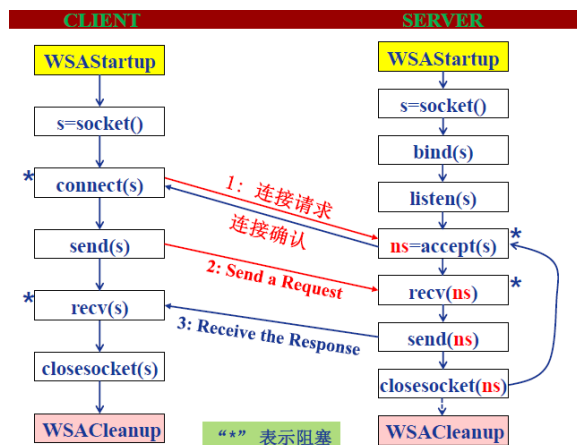 CLIENT
SERVER
WSAStartup
s=socket()
* connect(s)
send(s)
* recv(s)
closesocket(s)
WSACleanup
1: 连接请求
连接确认
2: Send a Request
3: Receive the Response
WSAStartup
s=socket()
bind(s)
listen(s)
ns=accept(s) *
recv(ns) *
send(ns)
closesocket(ns)
WSACleanup
“*” 表示阻塞